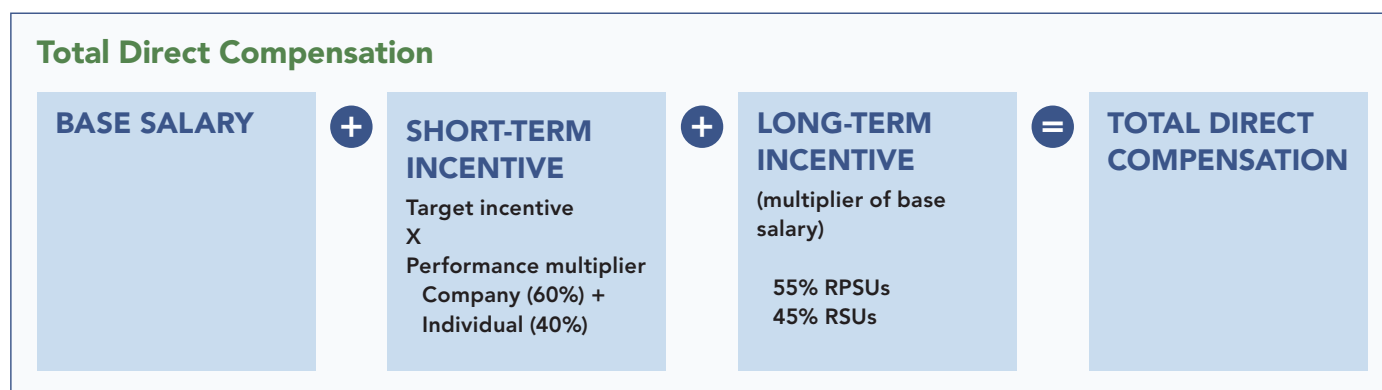 Total Direct Compensation
BASE SALARY
+
SHORT-TERM
INCENTIVE
Target incentive
X
Performance multiplier
Company (60%) +
Individual (40%)
+
LONG-TERM
INCENTIVE
(multiplier of base
salary)
55% RPSUs
45% RSUs
=
TOTAL DIRECT
COMPENSATION